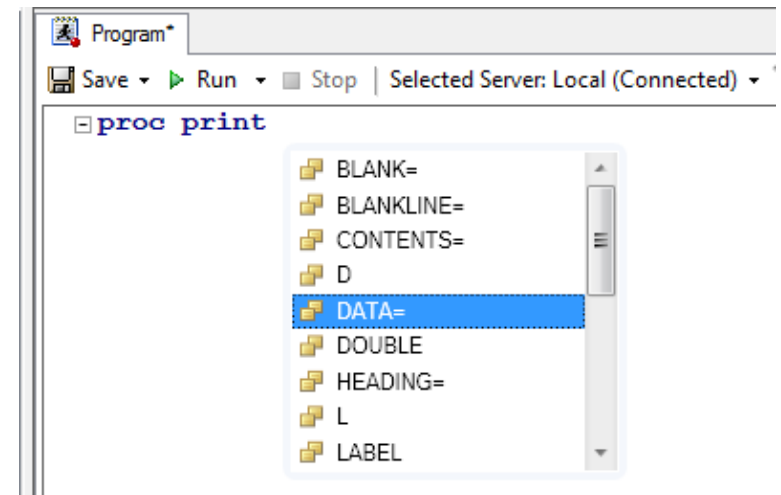 Program*
Save Run Stop | Selected Server: Local (Connected)
proc print
BLANK=
BLANKLINE=
CONTENTS=
D
DATA=
DOUBLE
HEADING=
L
LABEL